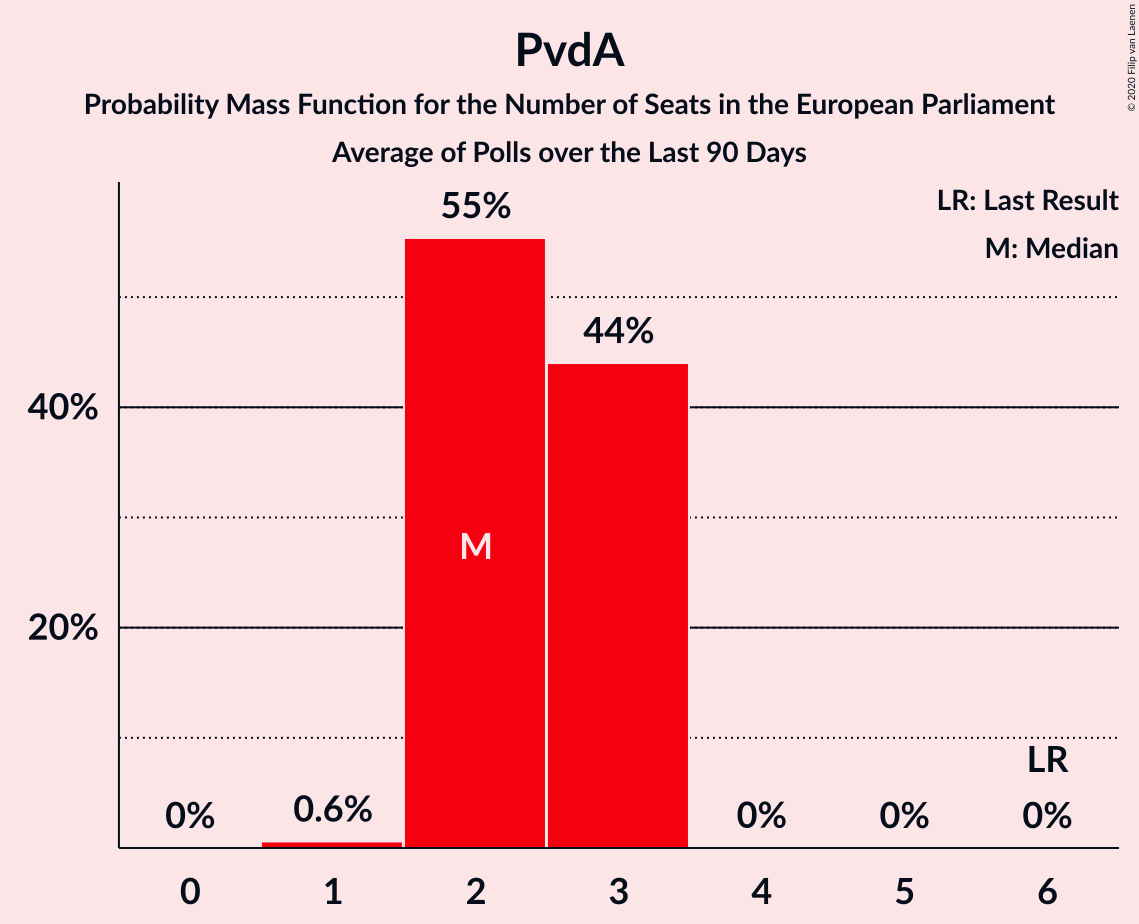 PvdA
Probability Mass Function for the Number of Seats in the European Parliament
Average of Polls over the Last 90 Days
© 2020 Filip van Laenen
LR: Last Result
M: Median
55%
44%
40%
M
20%
LR
0%
0.6%
0%
0%
0%
0 1 2 3 4 5 6